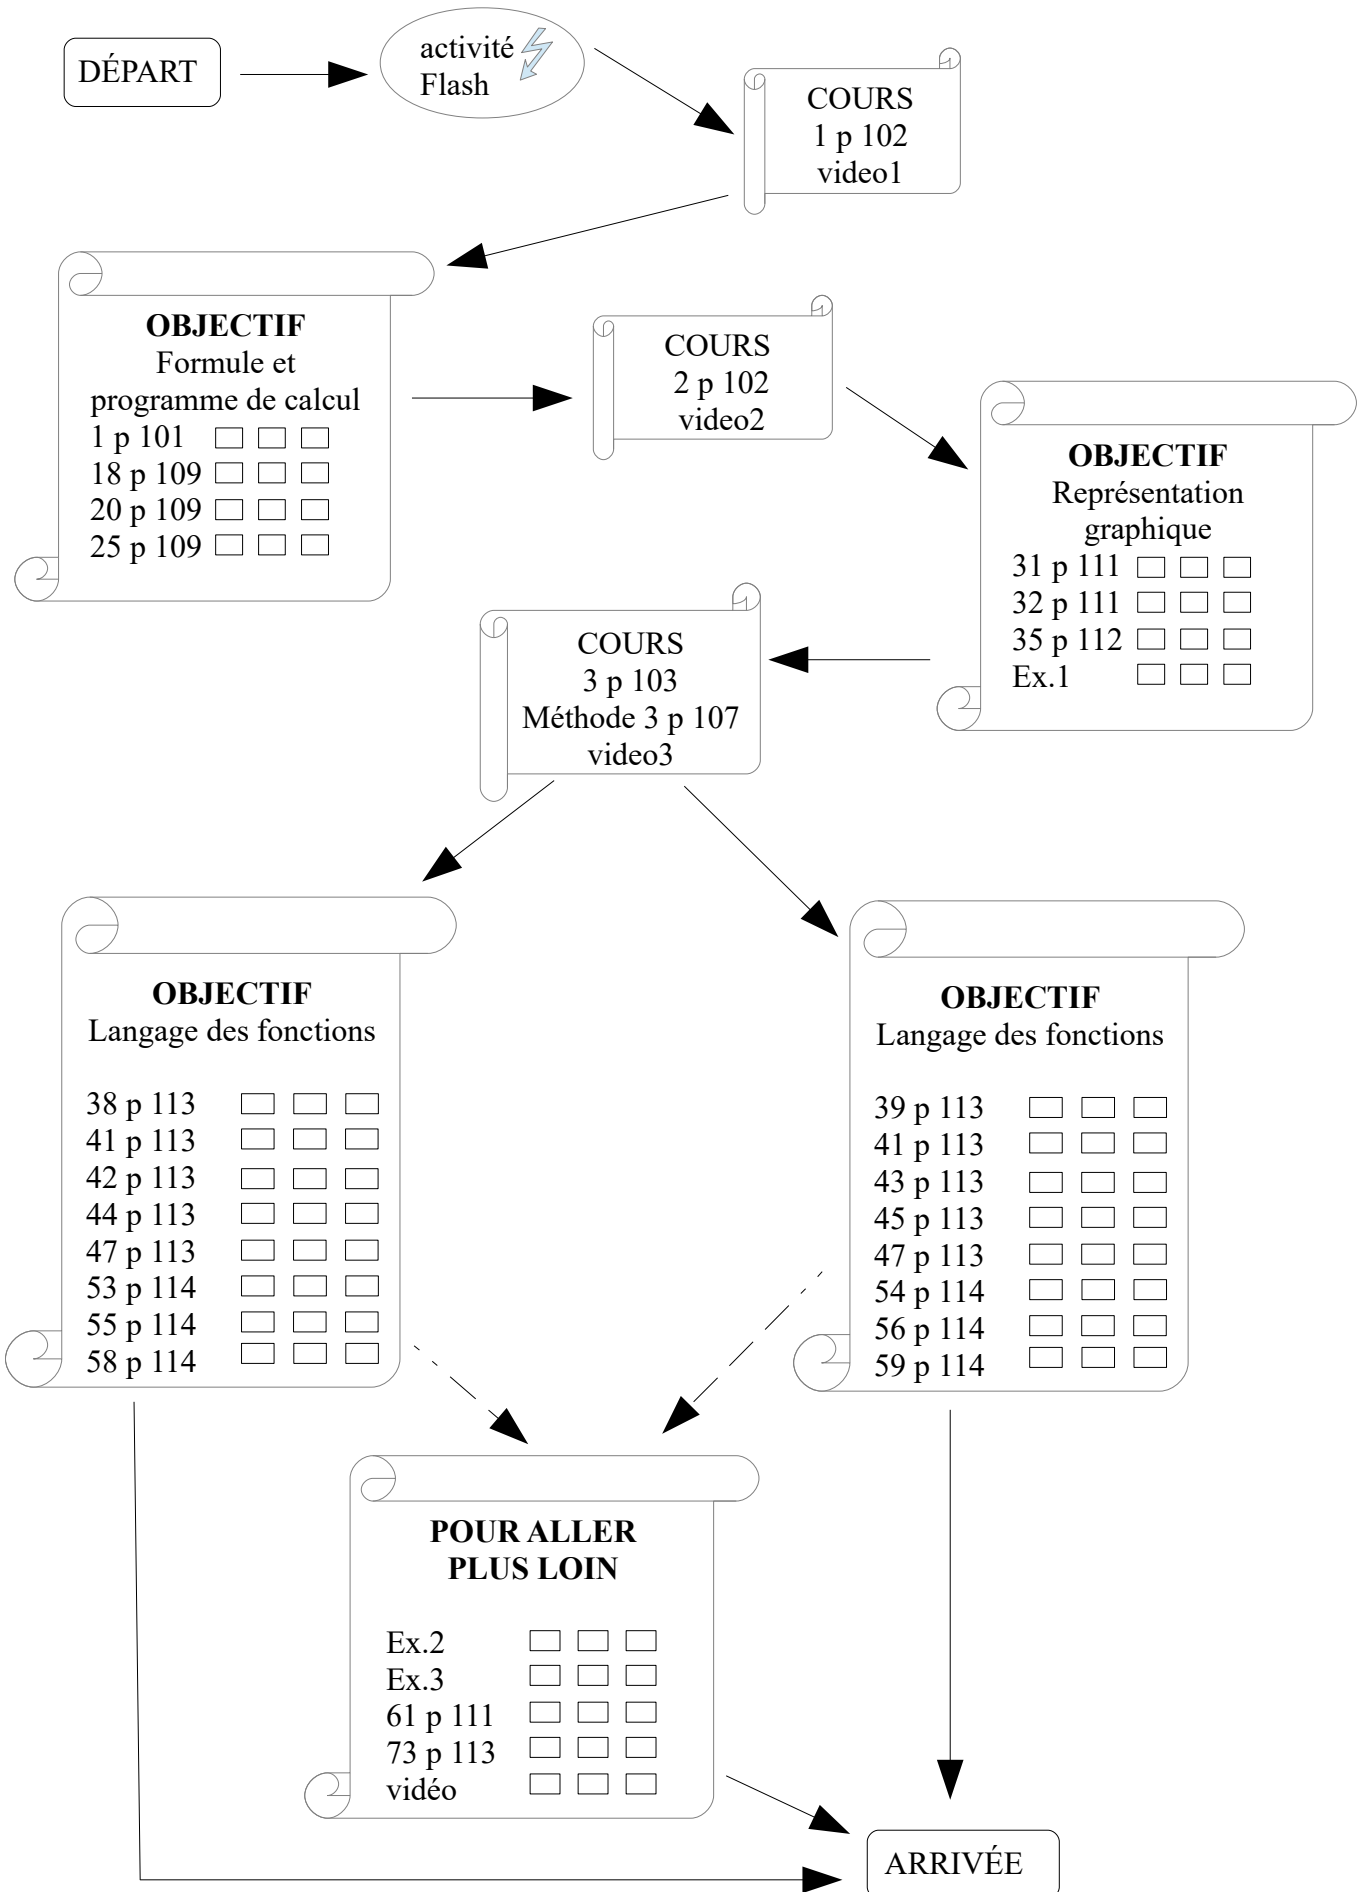 DÉPART
activité
Flash
COURS
1 p 102
video1
OBJECTIF
Formule et
programme de calcul
1 p 101
18 p 109
20 p 109
25 p 109
COURS
2 p 102
video2
OBJECTIF
Représentation
graphique
31 p 111
32 p 111
35 p 112
Ex.1
COURS
3 p 103
Méthode 3 p 107
video3
OBJECTIF
Langage des fonctions
38 p 113
41 p 113
42 p 113
44 p 113
47 p 113
53 p 114
55 p 114
58 p 114
OBJECTIF
Langage des fonctions
39 p 113
41 p 113
43 p 113
45 p 113
47 p 113
54 p 114
56 p 114
59 p 114
POUR ALLER
PLUS LOIN
Ex.2
Ex.3
61 p 111
73 p 113
vidéo
ARRIVÉE